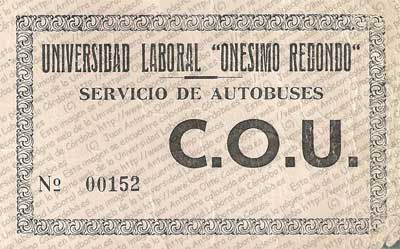 UNIVERSIDAD LABORAL "ONESIMO REDONDO"
SERVICIO DE AUTOBUSES
C.O.U.
Nº 00152